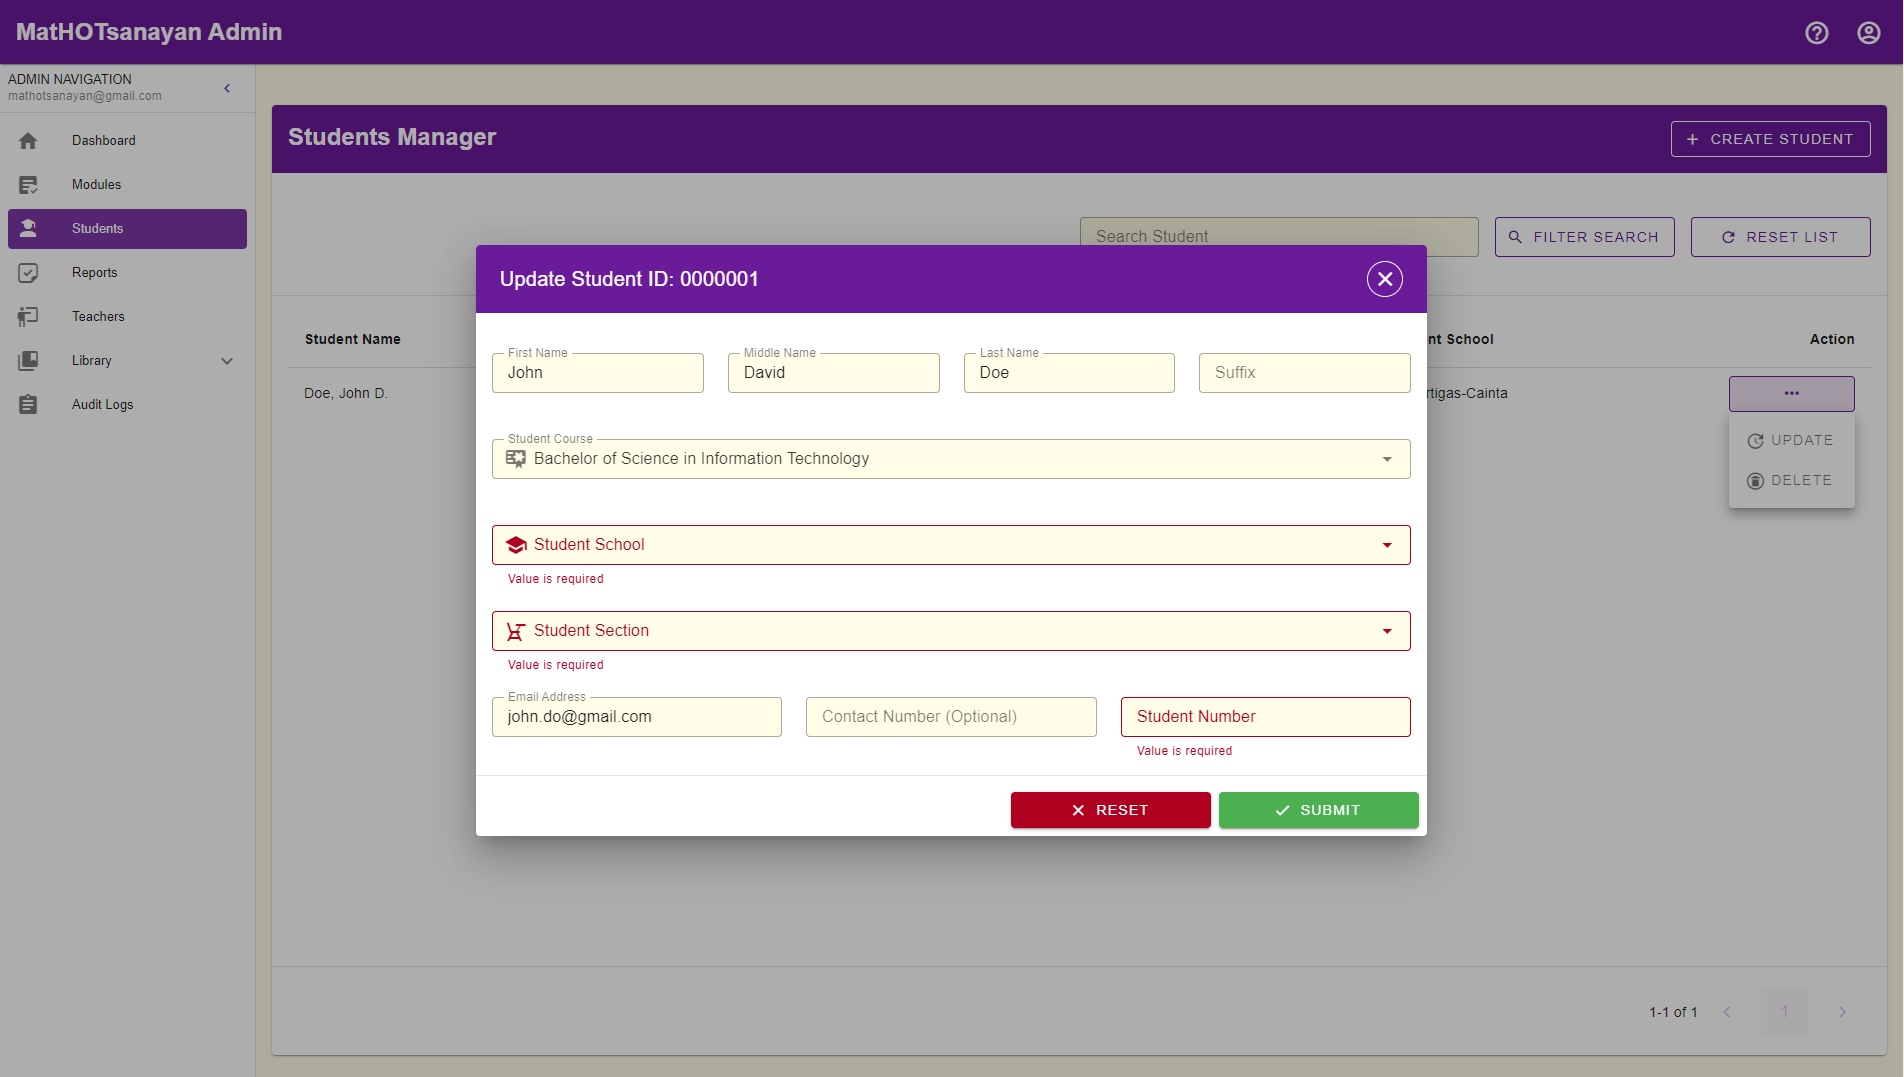 MatHOTsanayan Admin
ADMIN NAVIGATION
mathotsanayan@gmail.com
Dashboard
Modules
Students
Reports
Teachers
Library
Audit Logs
Students Manager
CREATE STUDENT
Search Student
FILTER SEARCH
RESET LIST
Student Name
nt School
Action
Doe, John D.
rtigas-Cainta
UPDATE
DELETE
Update Student ID: 0000001
First Name
John
Middle Name
David
Last Name
Doe
Suffix
Student Course
Bachelor of Science in Information Technology
Student School
Value is required
Student Section
Value is required
Email Address
john.do@gmail.com
Contact Number (Optional)
Student Number
Value is required
RESET
SUBMIT
1-1 of 1
1